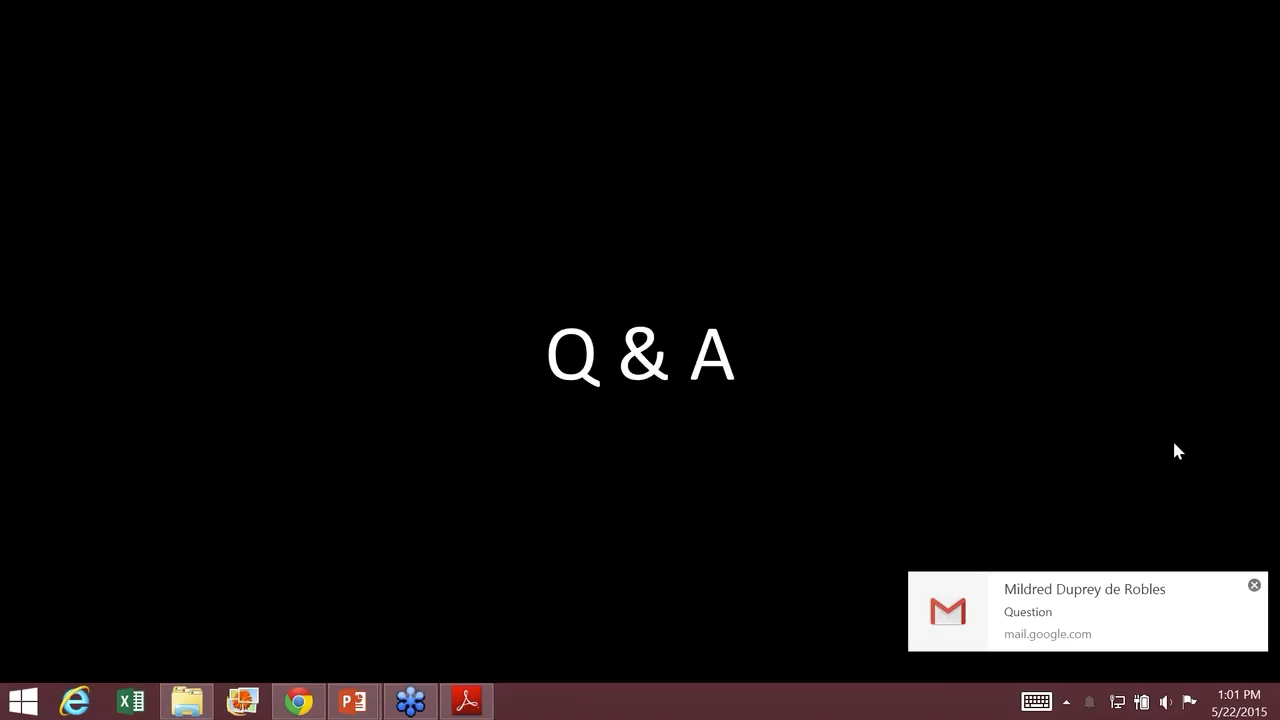 Q & A
Mildred Duprey de Robles
Question
mail.google.com
1:01 PM
5/22/2015